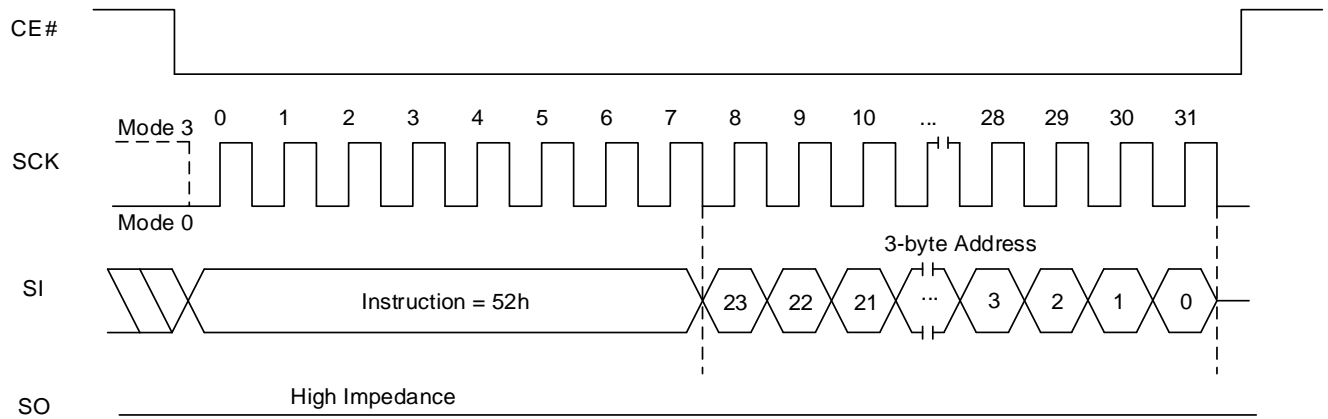 CE#
0 1 2 3 4 5 6 7 8 9 10 ... 28 29 30 31
Mode 3
SCK
Mode 0
3-byte Address
SI
Instruction = 52h 23 22 21 ... 3 2 1 0
High Impedance
SO